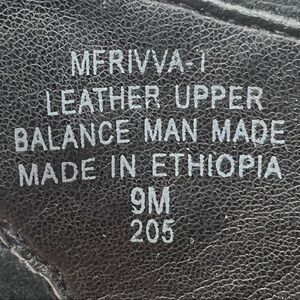 MFRIVVA-1
LEATHER UPPER
BALANCE MAN MADE
MADE IN ETHIOPIA
9M
205